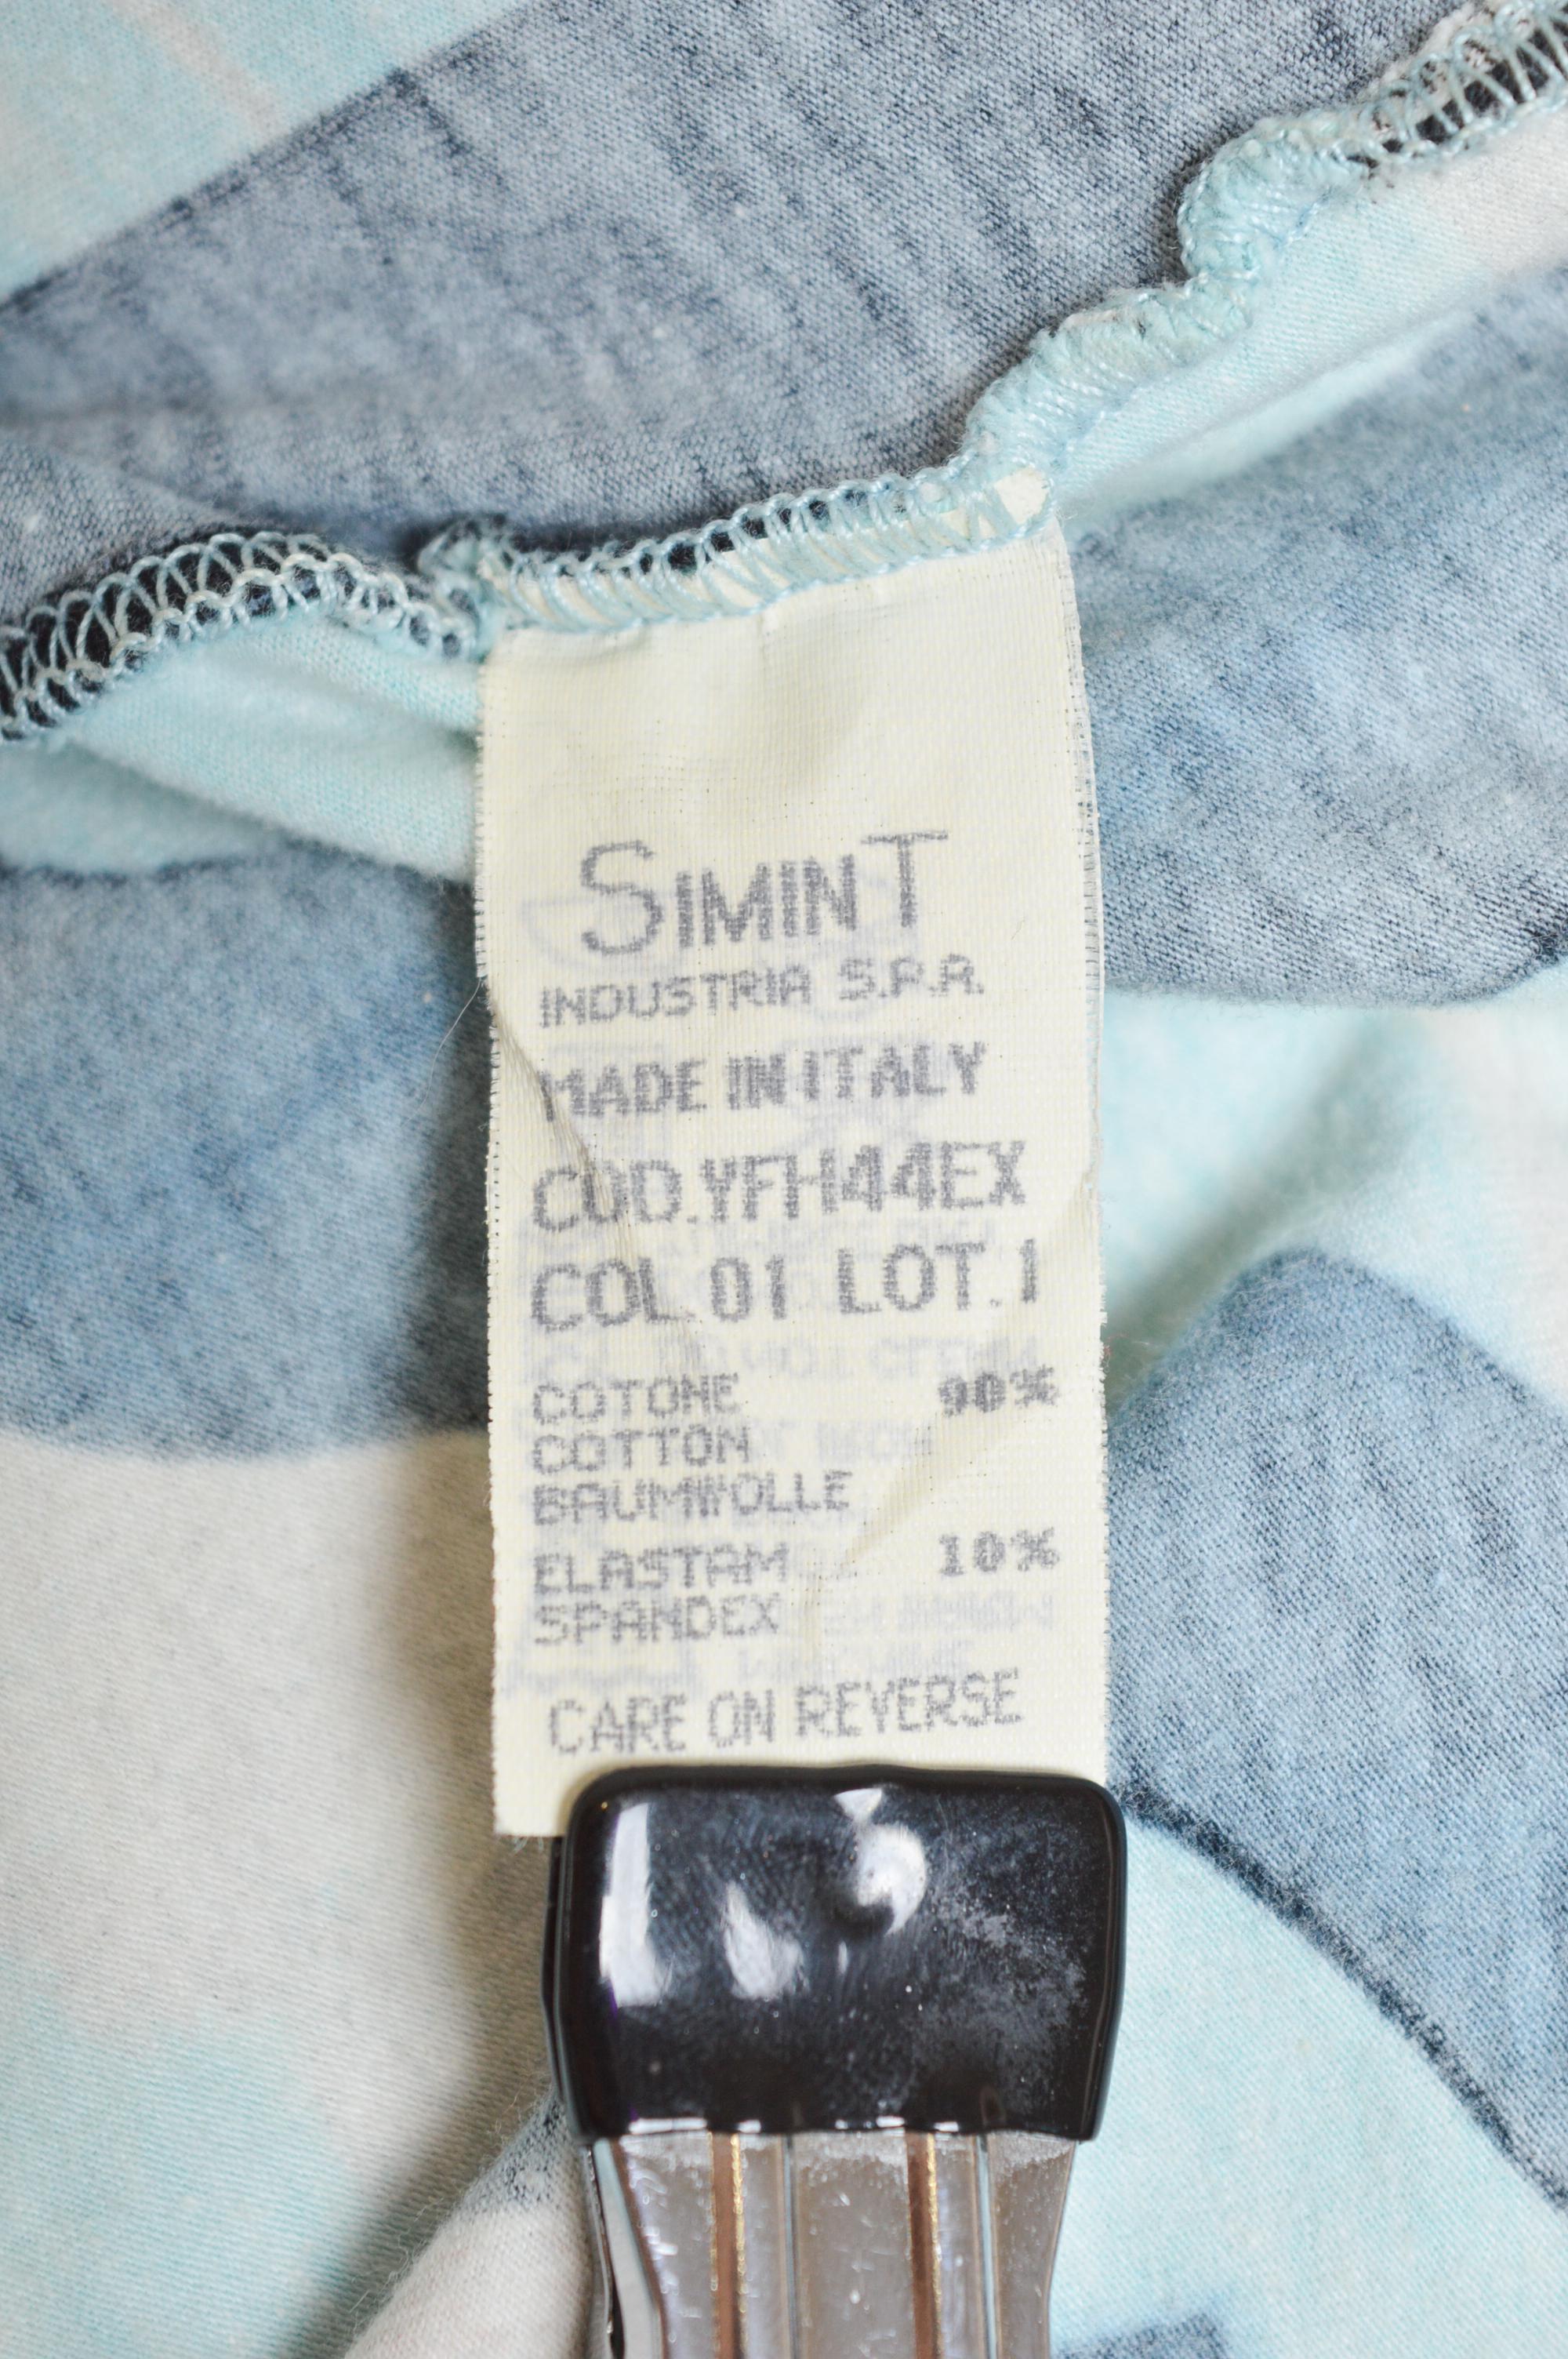 SIMINT
INDUSTRIA S.P.A.
MADE IN ITALY
COD.YFH44EX
COL.01 LOT.1
COTONE 90%
COTTON
BAUMWOLLE
ELASTAM 10%
SPANDEX
CARE ON REVERSE